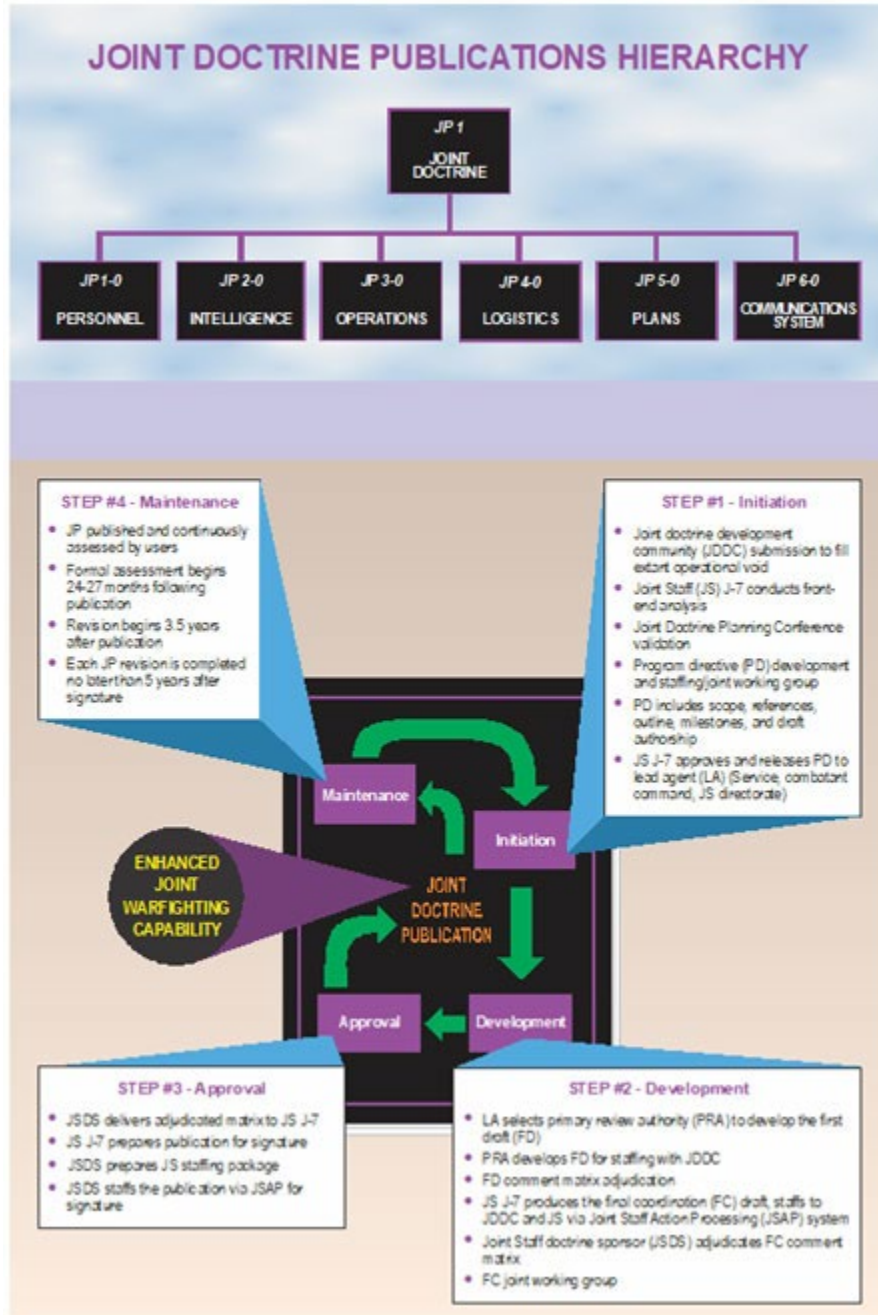 JOINT DOCTRINE PUBLICATIONS HIERARCHY
JP 1
JOINT
DOCTRINE
JP1-0
PERSONNEL
JP 2-0
INTELLIGENCE
JP 3-0
OPERATIONS
JP 4-0
LOGISTICS
JP 5-0
PLANS
JP 6-0
COMMUNICATIONS
SYSTEM
STEP #4 - Maintenance
• JP published and continuously
assessed by users
• Formal assessment begins
24-27 months following
publication
• Revision begins 3.5 years
after publication
• Each JP revision is completed
no later than 5 years after
signature
STEP #1 - Initiation
• Joint doctrine development
community (JDDC) submission to fill
extant operational void
• Joint Staff (JS) J-7 conducts front-
end analysis
• Joint Doctrine Planning Conference
validation
• Program directive (PD) development
and staffing/joint working group
• PD includes scope, references,
outline, milestones, and draft
authorship
• JS J-7 approves and releases PD to
lead agent (LA) (Service, combatant
command, JS directorate)
Maintenance
Initiation
ENHANCED
JOINT
WARFIGHTING
CAPABILITY
JOINT
DOCTRINE
PUBLICATION
Approval
Development
STEP #3 - Approval
• JSDS delivers adjudicated matrix to JS J-7
• JS J-7 prepares publication for signature
• JSDS prepares JS staffing package
• JSDS staffs the publication via JSAP for
signature
STEP #2 - Development
• LA selects primary review authority (PRA) to develop the first
draft (FD)
• PRA develops FD for staffing with JDDC
• FD comment matrix adjudication
• JS J-7 produces the final coordination (FC) draft, staffs to
JDDC and JS via Joint Staff Action Processing (JSAP) system
• Joint Staff doctrine sponsor (JSDS) adjudicates FC comment
matrix
• FC joint working group